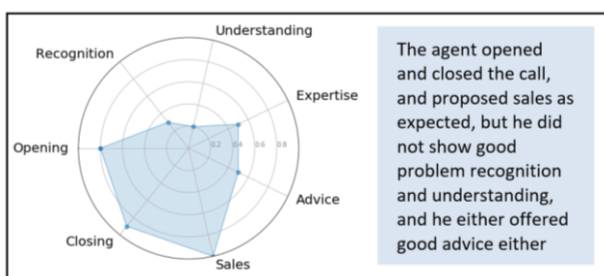 Understanding
Recognition
Expertise
Opening
0.2 0.4 0.6 0.8
Advice
Closing
Sales
The agent opened
and closed the call,
and proposed sales as
expected, but he did
not show good
problem recognition
and understanding,
and he either offered
good advice either